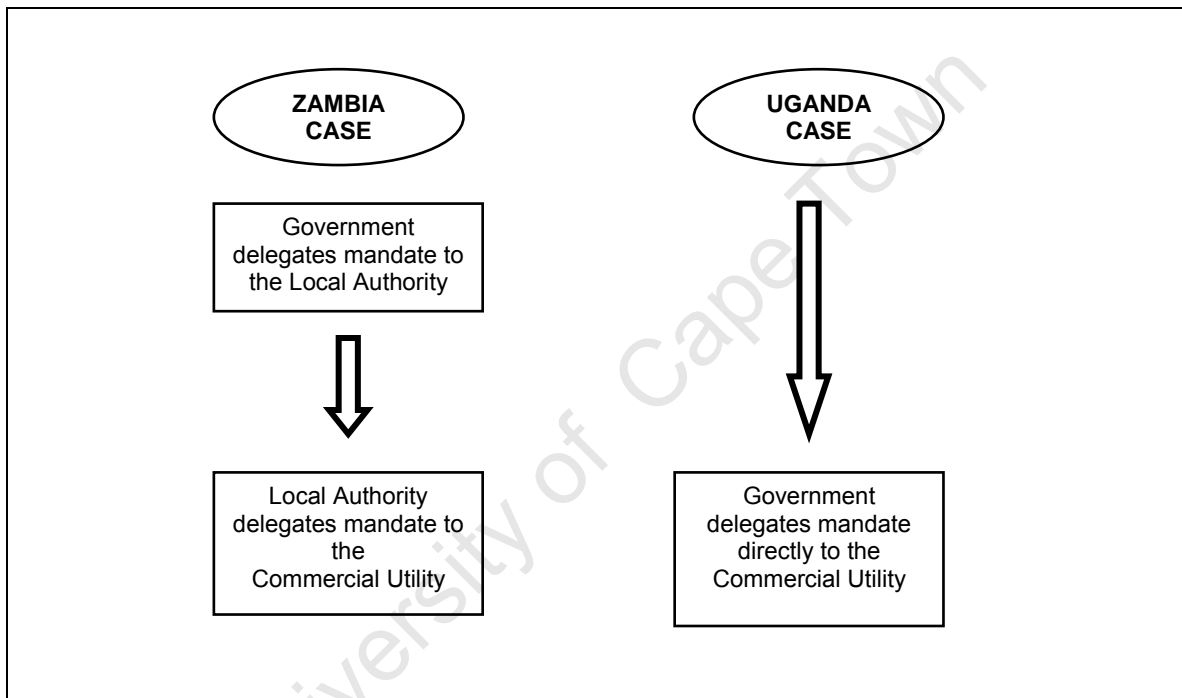 ZAMBIA
CASE
Government
delegates mandate to
the Local Authority
Local Authority
delegates mandate to
the
Commercial Utility
UGANDA
CASE
Government
delegates mandate
directly to the
Commercial Utility
University of Cape Town